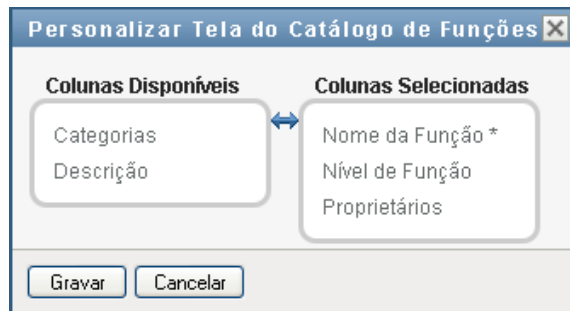 Personalizar Tela do Catálogo de Funções
Colunas Disponíveis
Categorias
Descrição
Colunas Selecionadas
Nome da Função *
Nível de Função
Proprietários
Gravar
Cancelar